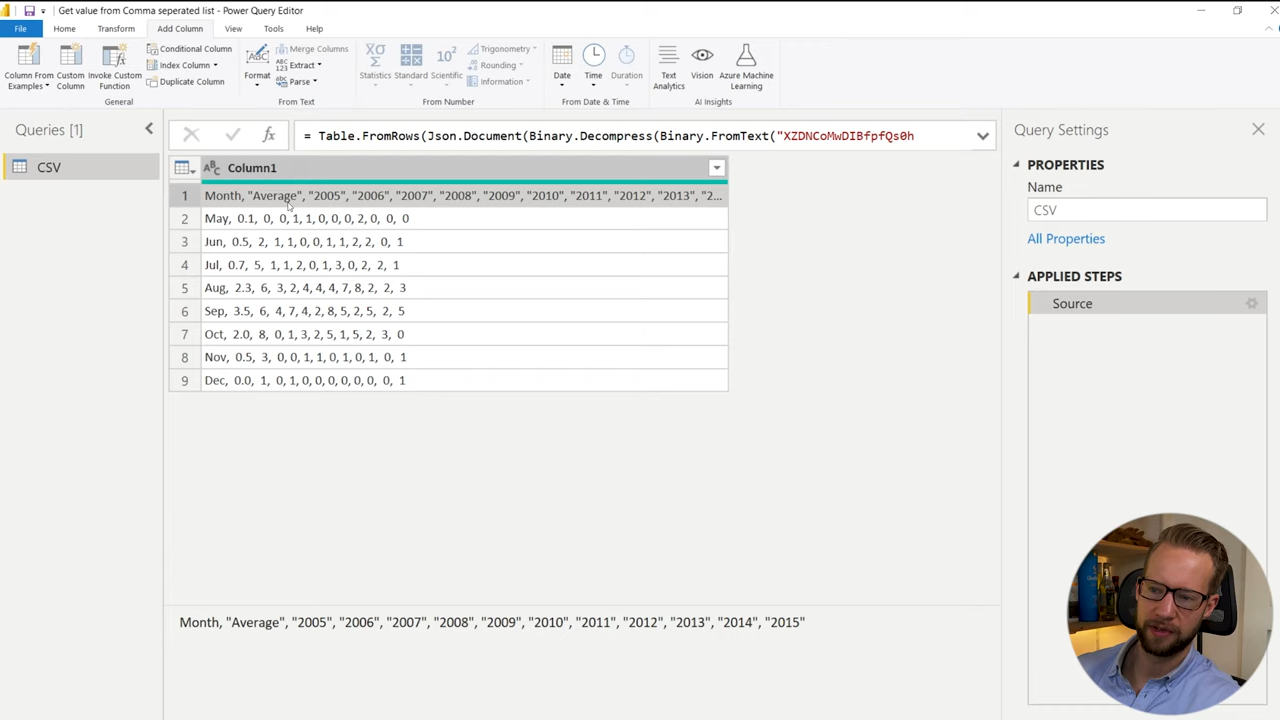 Get value from Comma seperated list - Power Query Editor
File Home Transform Add Column View Tools Help
Column From Examples
Custom Column
Invoke Custom Function
Conditional Column
Index Column
Duplicate Column
General
Format
Merge Columns
Extract
Parse
From Text
Statistics
Standard
Scientific
Trigonometry
Rounding
Information
From Number
Date
Time
Duration
From Date & Time
Text Analytics
Vision
Azure Machine Learning
AI Insights
Queries [1]
CSV
= Table.FromRows(Json.Document(Binary.Decompress(Binary.FromText("XZDNCoMwDIBfpfQs0h
Column1
1 Month, "Average", "2005", "2006", "2007", "2008", "2009", "2010", "2011", "2012", "2013", "2...
2 May, 0.1, 0, 0, 1, 1, 0, 0, 0, 2, 0, 0, 0
3 Jun, 0.5, 2, 1, 1, 0, 0, 1, 1, 2, 2, 0, 1
4 Jul, 0.7, 5, 1, 1, 2, 0, 1, 3, 0, 2, 2, 1
5 Aug, 2.3, 6, 3, 2, 4, 4, 4, 7, 8, 2, 2, 3
6 Sep, 3.5, 6, 4, 7, 4, 2, 8, 5, 2, 5, 2, 5
7 Oct, 2.0, 8, 0, 1, 3, 2, 5, 1, 5, 2, 3, 0
8 Nov, 0.5, 3, 0, 0, 1, 1, 0, 1, 0, 1, 0, 1
9 Dec, 0.0, 1, 0, 1, 0, 0, 0, 0, 0, 0, 0, 1
Month, "Average", "2005", "2006", "2007", "2008", "2009", "2010", "2011", "2012", "2013", "2014", "2015"
Query Settings
PROPERTIES
Name
CSV
All Properties
APPLIED STEPS
Source